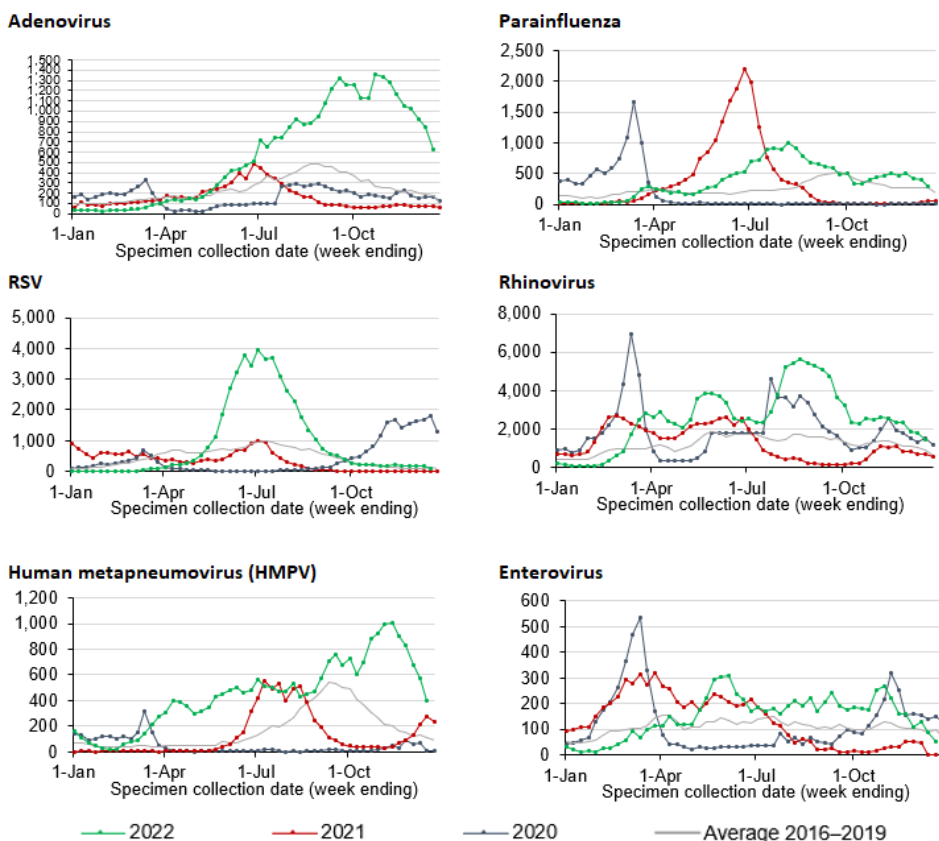 Adenovirus
1,500
1,400
1,300
1,200
1,100
1,000
900
800
700
600
500
400
300
200
100
0
1-Jan 1-Apr 1-Jul 1-Oct
Specimen collection date (week ending)
Parainfluenza
2,500
2,000
1,500
1,000
500
0
1-Jan 1-Apr 1-Jul 1-Oct
Specimen collection date (week ending)
RSV
5,000
4,000
3,000
2,000
1,000
0
1-Jan 1-Apr 1-Jul 1-Oct
Specimen collection date (week ending)
Rhinovirus
8,000
6,000
4,000
2,000
0
1-Jan 1-Apr 1-Jul 1-Oct
Specimen collection date (week ending)
Human metapneumovirus (HMPV)
1,200
1,000
800
600
400
200
0
1-Jan 1-Apr 1-Jul 1-Oct
Specimen collection date (week ending)
Enterovirus
600
500
400
300
200
100
0
1-Jan 1-Apr 1-Jul 1-Oct
Specimen collection date (week ending)
2022 2021 2020 Average 2016–2019